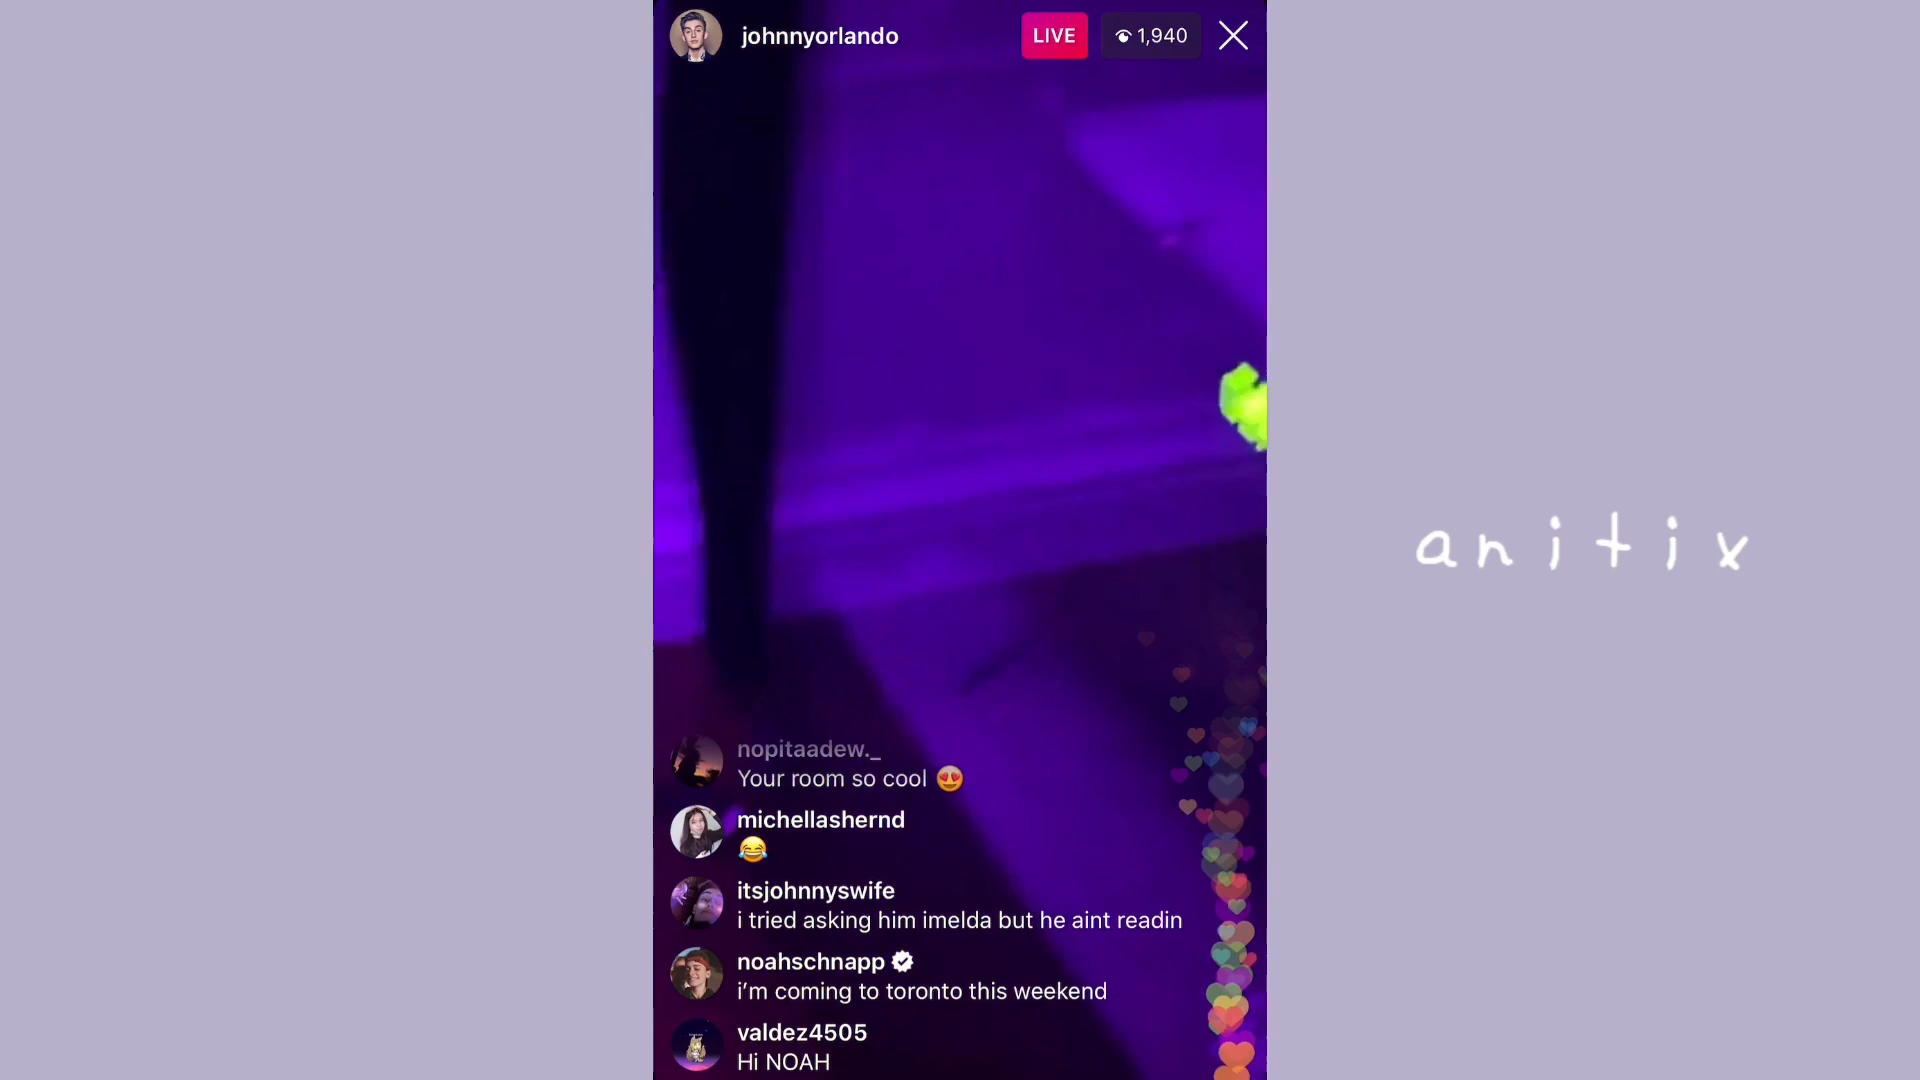 johnnyorlando
LIVE
1,940
nopitaadew._
Your room so cool 😍
michellashernd
😂
itsjohnnyswife
i tried asking him imelda but he aint readin
noahschnapp
i’m coming to toronto this weekend
valdez4505
Hi NOAH
anitix